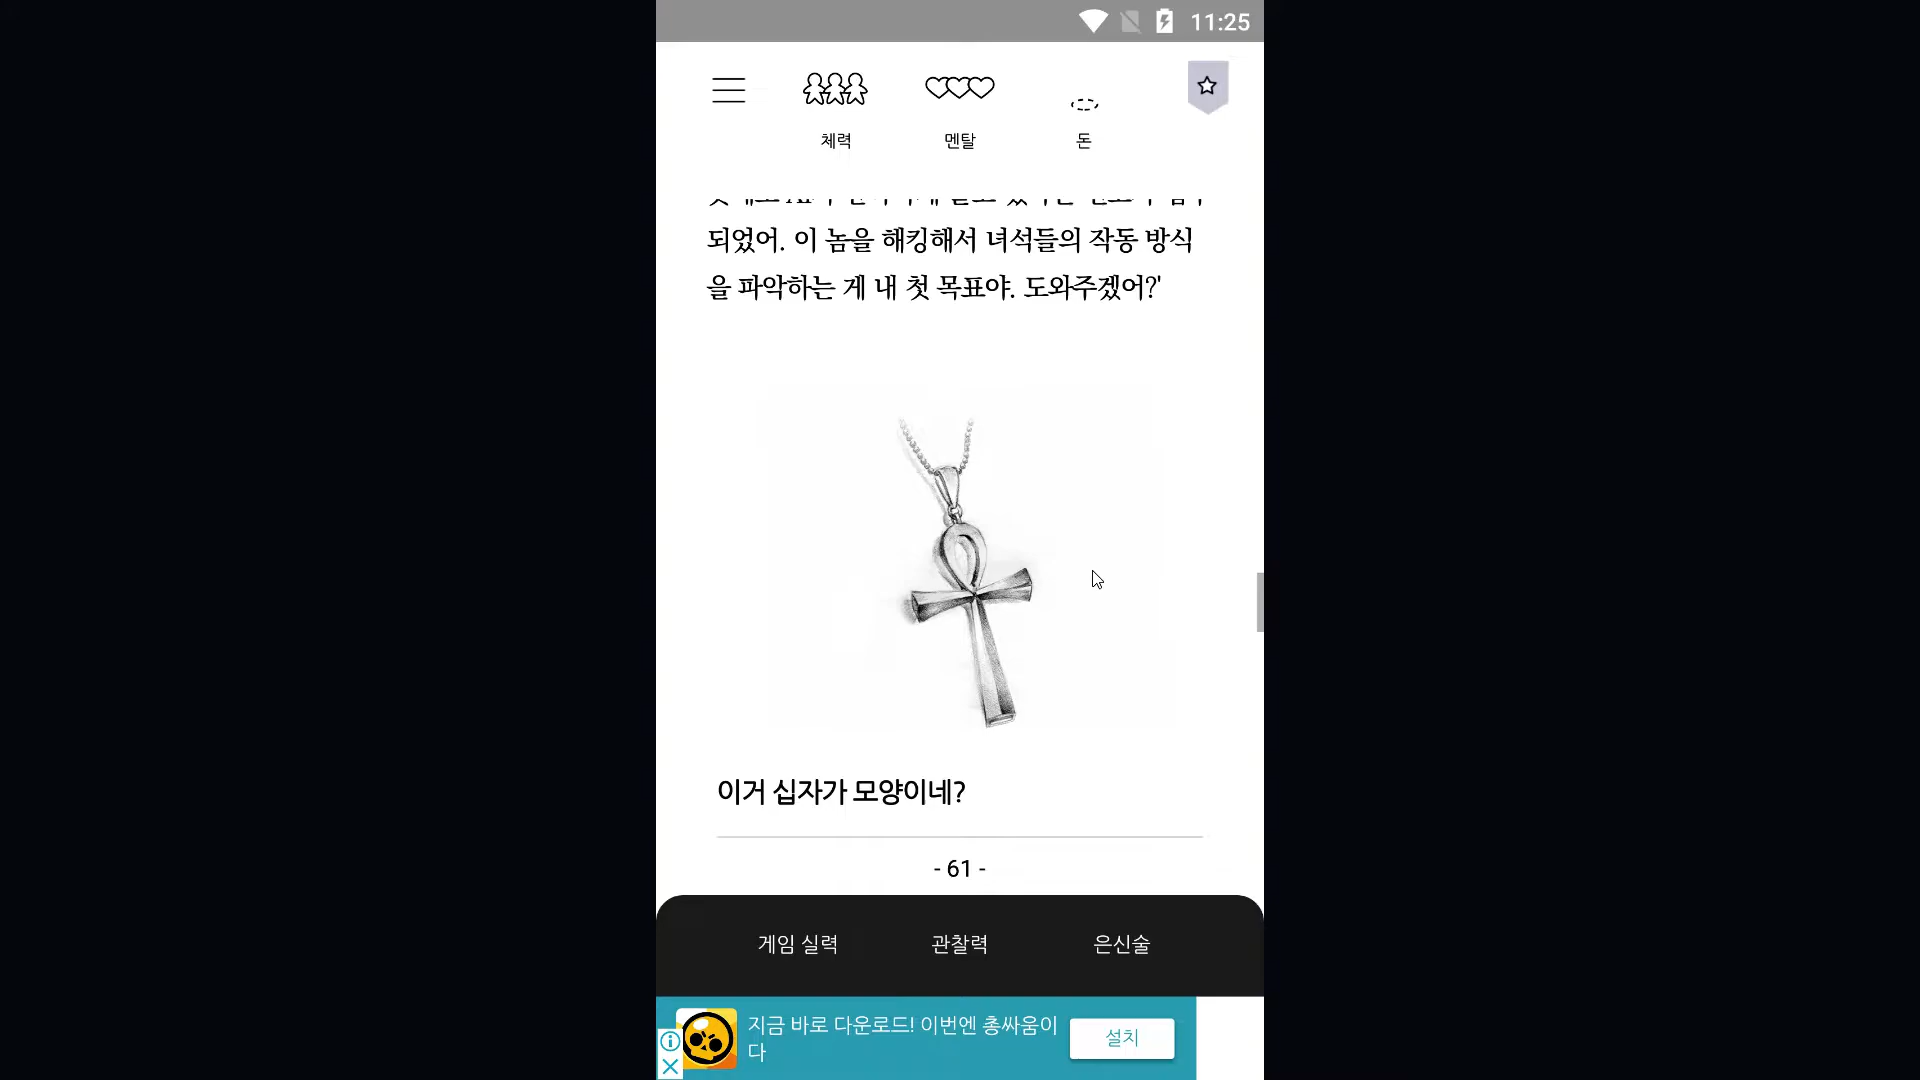 11:25
체력
멘탈
돈
되었어. 이 놈을 해킹해서 녀석들의 작동 방식
을 파악하는 게 내 첫 목표야. 도와주겠어?'
이거 십자가 모양이네?
- 61 -
게임 실력
관찰력
은신술
지금 바로 다운로드! 이번엔 총싸움이
다
설치